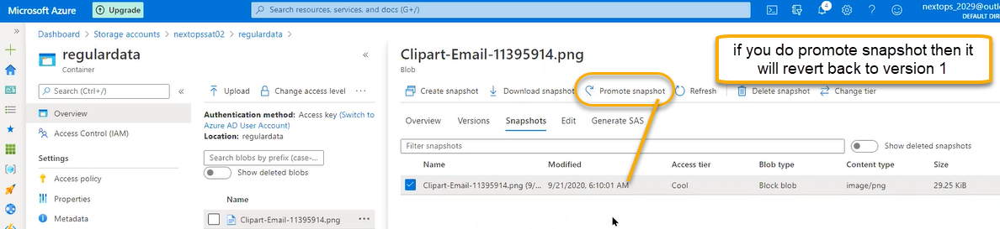 Microsoft Azure
Upgrade
Search resources, services, and docs (G+/)
4
nextops_2029@outlo
DEFAULT DIRE
Dashboard > Storage accounts > nextopssat02 > regulardata >
regulardata
Container
«
Search (Ctrl+/)
«
Overview
Access Control (IAM)
Settings
Access policy
Properties
Metadata
Upload
Change access level
...
Authentication method: Access key (Switch to
Azure AD User Account)
Location: regulardata
Search blobs by prefix (case-...
Show deleted blobs
Name
Clipart-Email-11395914.png
...
Clipart-Email-11395914.png
Blob
if you do promote snapshot then it
will revert back to version 1
Create snapshot
Download snapshot
Promote snapshot
Refresh
Delete snapshot
Change tier
Overview
Versions
Snapshots
Edit
Generate SAS
Filter snapshots
Show deleted snapshots
Name Modified Access tier Blob type Content type Size
Clipart-Email-11395914.png (9/... 9/21/2020, 6:10:01 AM Cool Block blob image/png 29.25 KiB